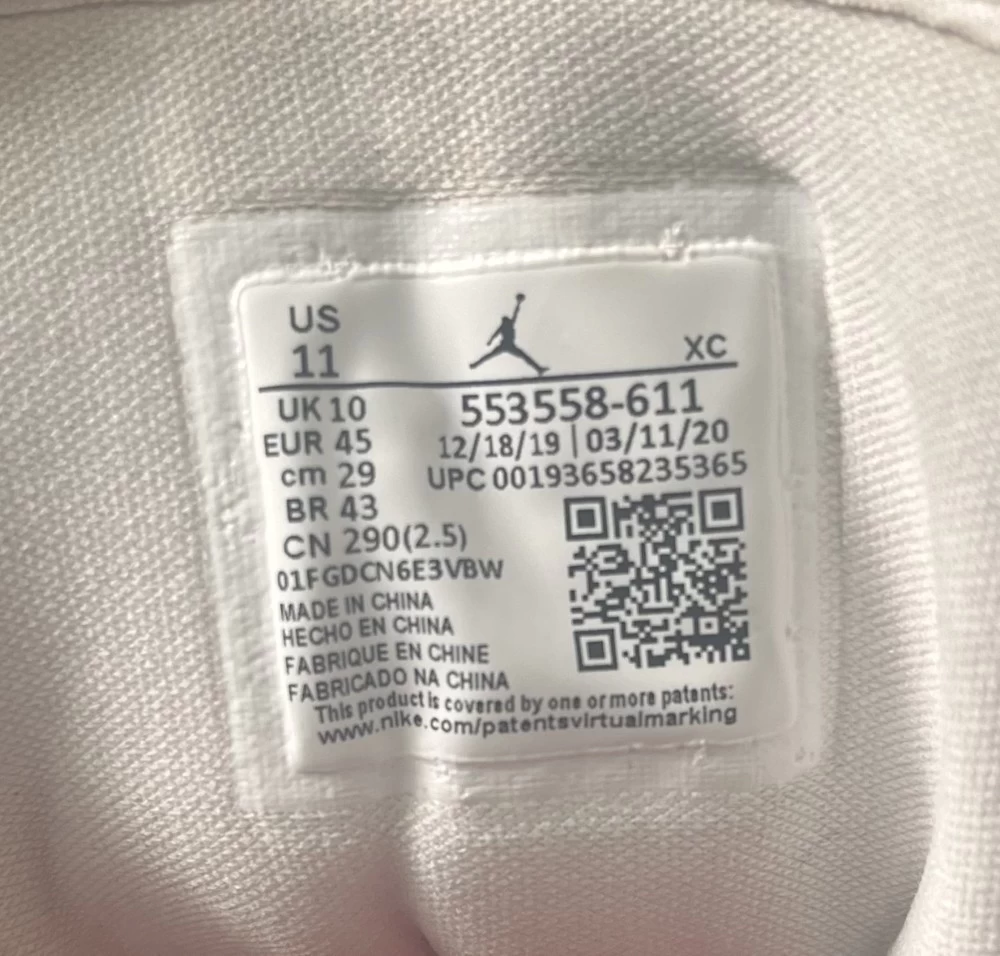 US
11
XC
UK 10
553558-611
EUR 45
12/18/19 | 03/11/20
cm 29
UPC 00193658235365
BR 43
CN 290(2.5)
01FGDCN6E3VBW
MADE IN CHINA
HECHO EN CHINA
FABRIQUE EN CHINE
FABRICADO NA CHINA
This product is covered by one or more patents:
www.nike.com/patentsvirtualmarking